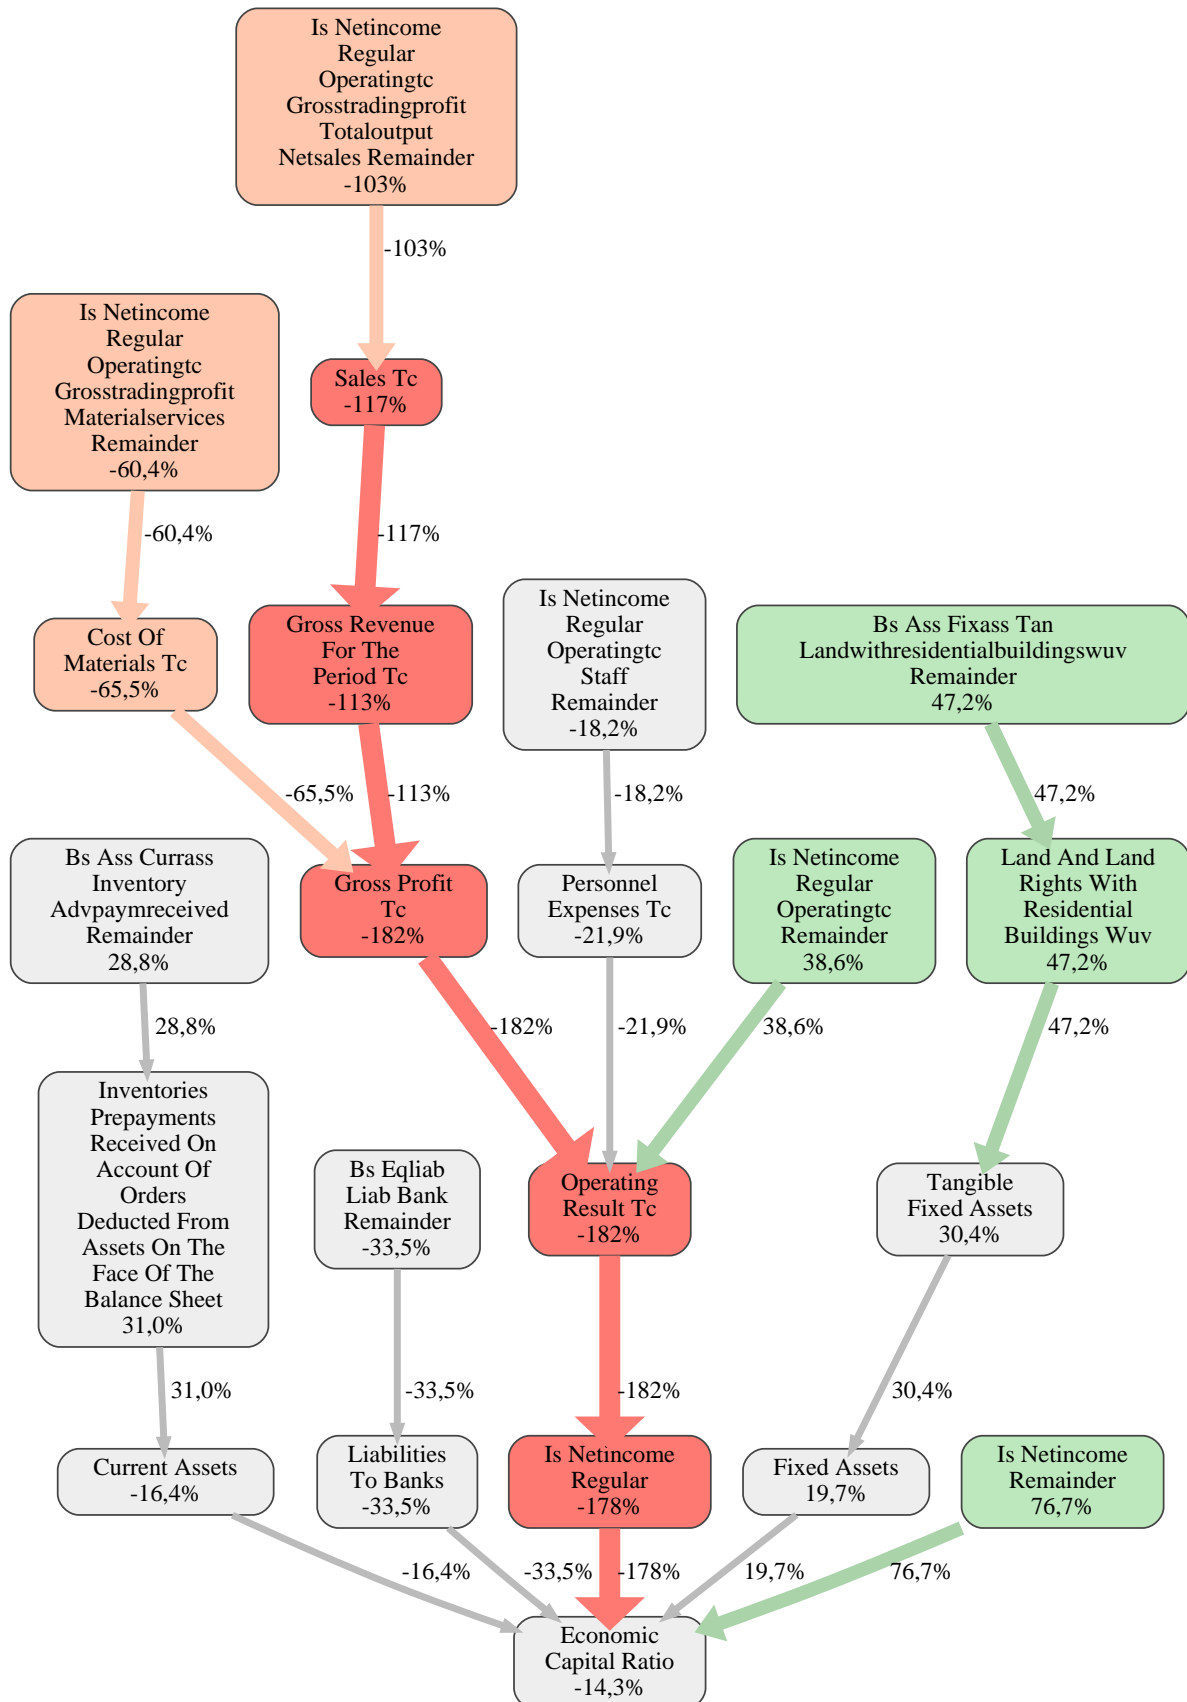 Is Netincome
Regular
Operatingtc
Grosstradingprofit
Totaloutput
Netsales Remainder
-103%
-103%
Is Netincome
Regular
Operatingtc
Grosstradingprofit
Materialservices
Remainder
-60,4%
Sales Tc
-117%
-60,4%
-117%
Cost Of
Materials Tc
-65,5%
Gross Revenue
For The
Period Tc
-113%
Is Netincome
Regular
Operatingtc
Staff
Remainder
-18,2%
Bs Ass Fixass Tan
Landwithresidentialbuildingswuv
Remainder
47,2%
-65,5%
-113%
-18,2%
47,2%
Bs Ass Currass
Inventory
Advpaymreceived
Remainder
28,8%
Gross Profit
Tc
-182%
Personnel
Expenses Tc
-21,9%
Is Netincome
Regular
Operatingtc
Remainder
38,6%
Land And Land
Rights With
Residential
Buildings Wuv
47,2%
28,8%
-182%
-21,9%
38,6%
47,2%
Inventories
Prepayments
Received On
Account Of
Orders
Deducted From
Assets On The
Face Of The
Balance Sheet
31,0%
Bs Eqliab
Liab Bank
Remainder
-33,5%
Operating
Result Tc
-182%
Tangible
Fixed Assets
30,4%
31,0%
-33,5%
-182%
30,4%
Current Assets
-16,4%
Liabilities
To Banks
-33,5%
Is Netincome
Regular
-178%
Fixed Assets
19,7%
Is Netincome
Remainder
76,7%
-16,4%
-33,5%
-178%
19,7%
76,7%
Economic
Capital Ratio
-14,3%